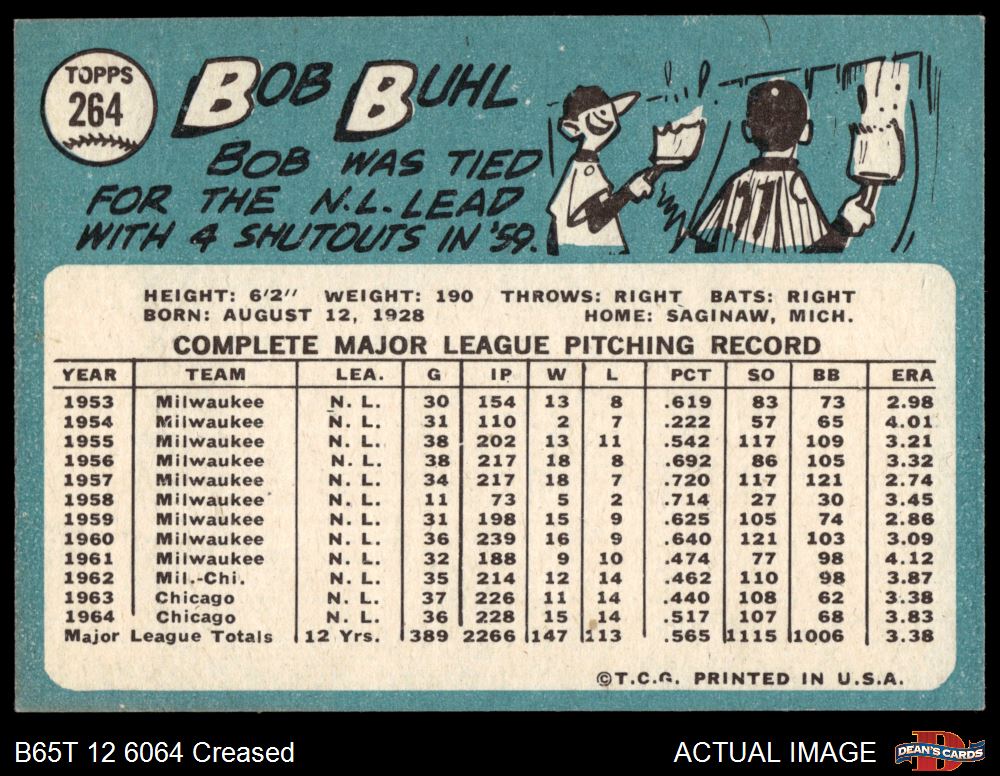 TOPPS
264
BOB BUHL
BOB WAS TIED
FOR THE N.L. LEAD
WITH 4 SHUTOUTS IN '59.
HEIGHT: 6'2" WEIGHT: 190 THROWS: RIGHT BATS: RIGHT
BORN: AUGUST 12, 1928 HOME: SAGINAW, MICH.
COMPLETE MAJOR LEAGUE PITCHING RECORD
YEAR TEAM LEA. G IP W L PCT SO BB ERA
1953 Milwaukee N. L. 30 154 13 8 .619 83 73 2.98
1954 Milwaukee N. L. 31 110 2 7 .222 57 65 4.01
1955 Milwaukee N. L. 38 202 13 11 .542 117 109 3.21
1956 Milwaukee N. L. 38 217 18 8 .692 86 105 3.32
1957 Milwaukee N. L. 34 217 18 7 .720 117 121 2.74
1958 Milwaukee N. L. 11 73 5 2 .714 27 30 3.45
1959 Milwaukee N. L. 31 198 15 9 .625 105 74 2.86
1960 Milwaukee N. L. 36 239 16 9 .640 121 103 3.09
1961 Milwaukee N. L. 32 188 9 10 .474 77 98 4.12
1962 Mil.-Chi. N. L. 35 214 12 14 .462 110 98 3.87
1963 Chicago N. L. 37 226 11 14 .440 108 62 3.38
1964 Chicago N. L. 36 228 15 14 .517 107 68 3.83
Major League Totals 12 Yrs. 389 2266 147 113 .565 1115 1006 3.38
©T.C.G. PRINTED IN U.S.A.
B65T 12 6064 Creased ACTUAL IMAGE DEAN'S CARDS